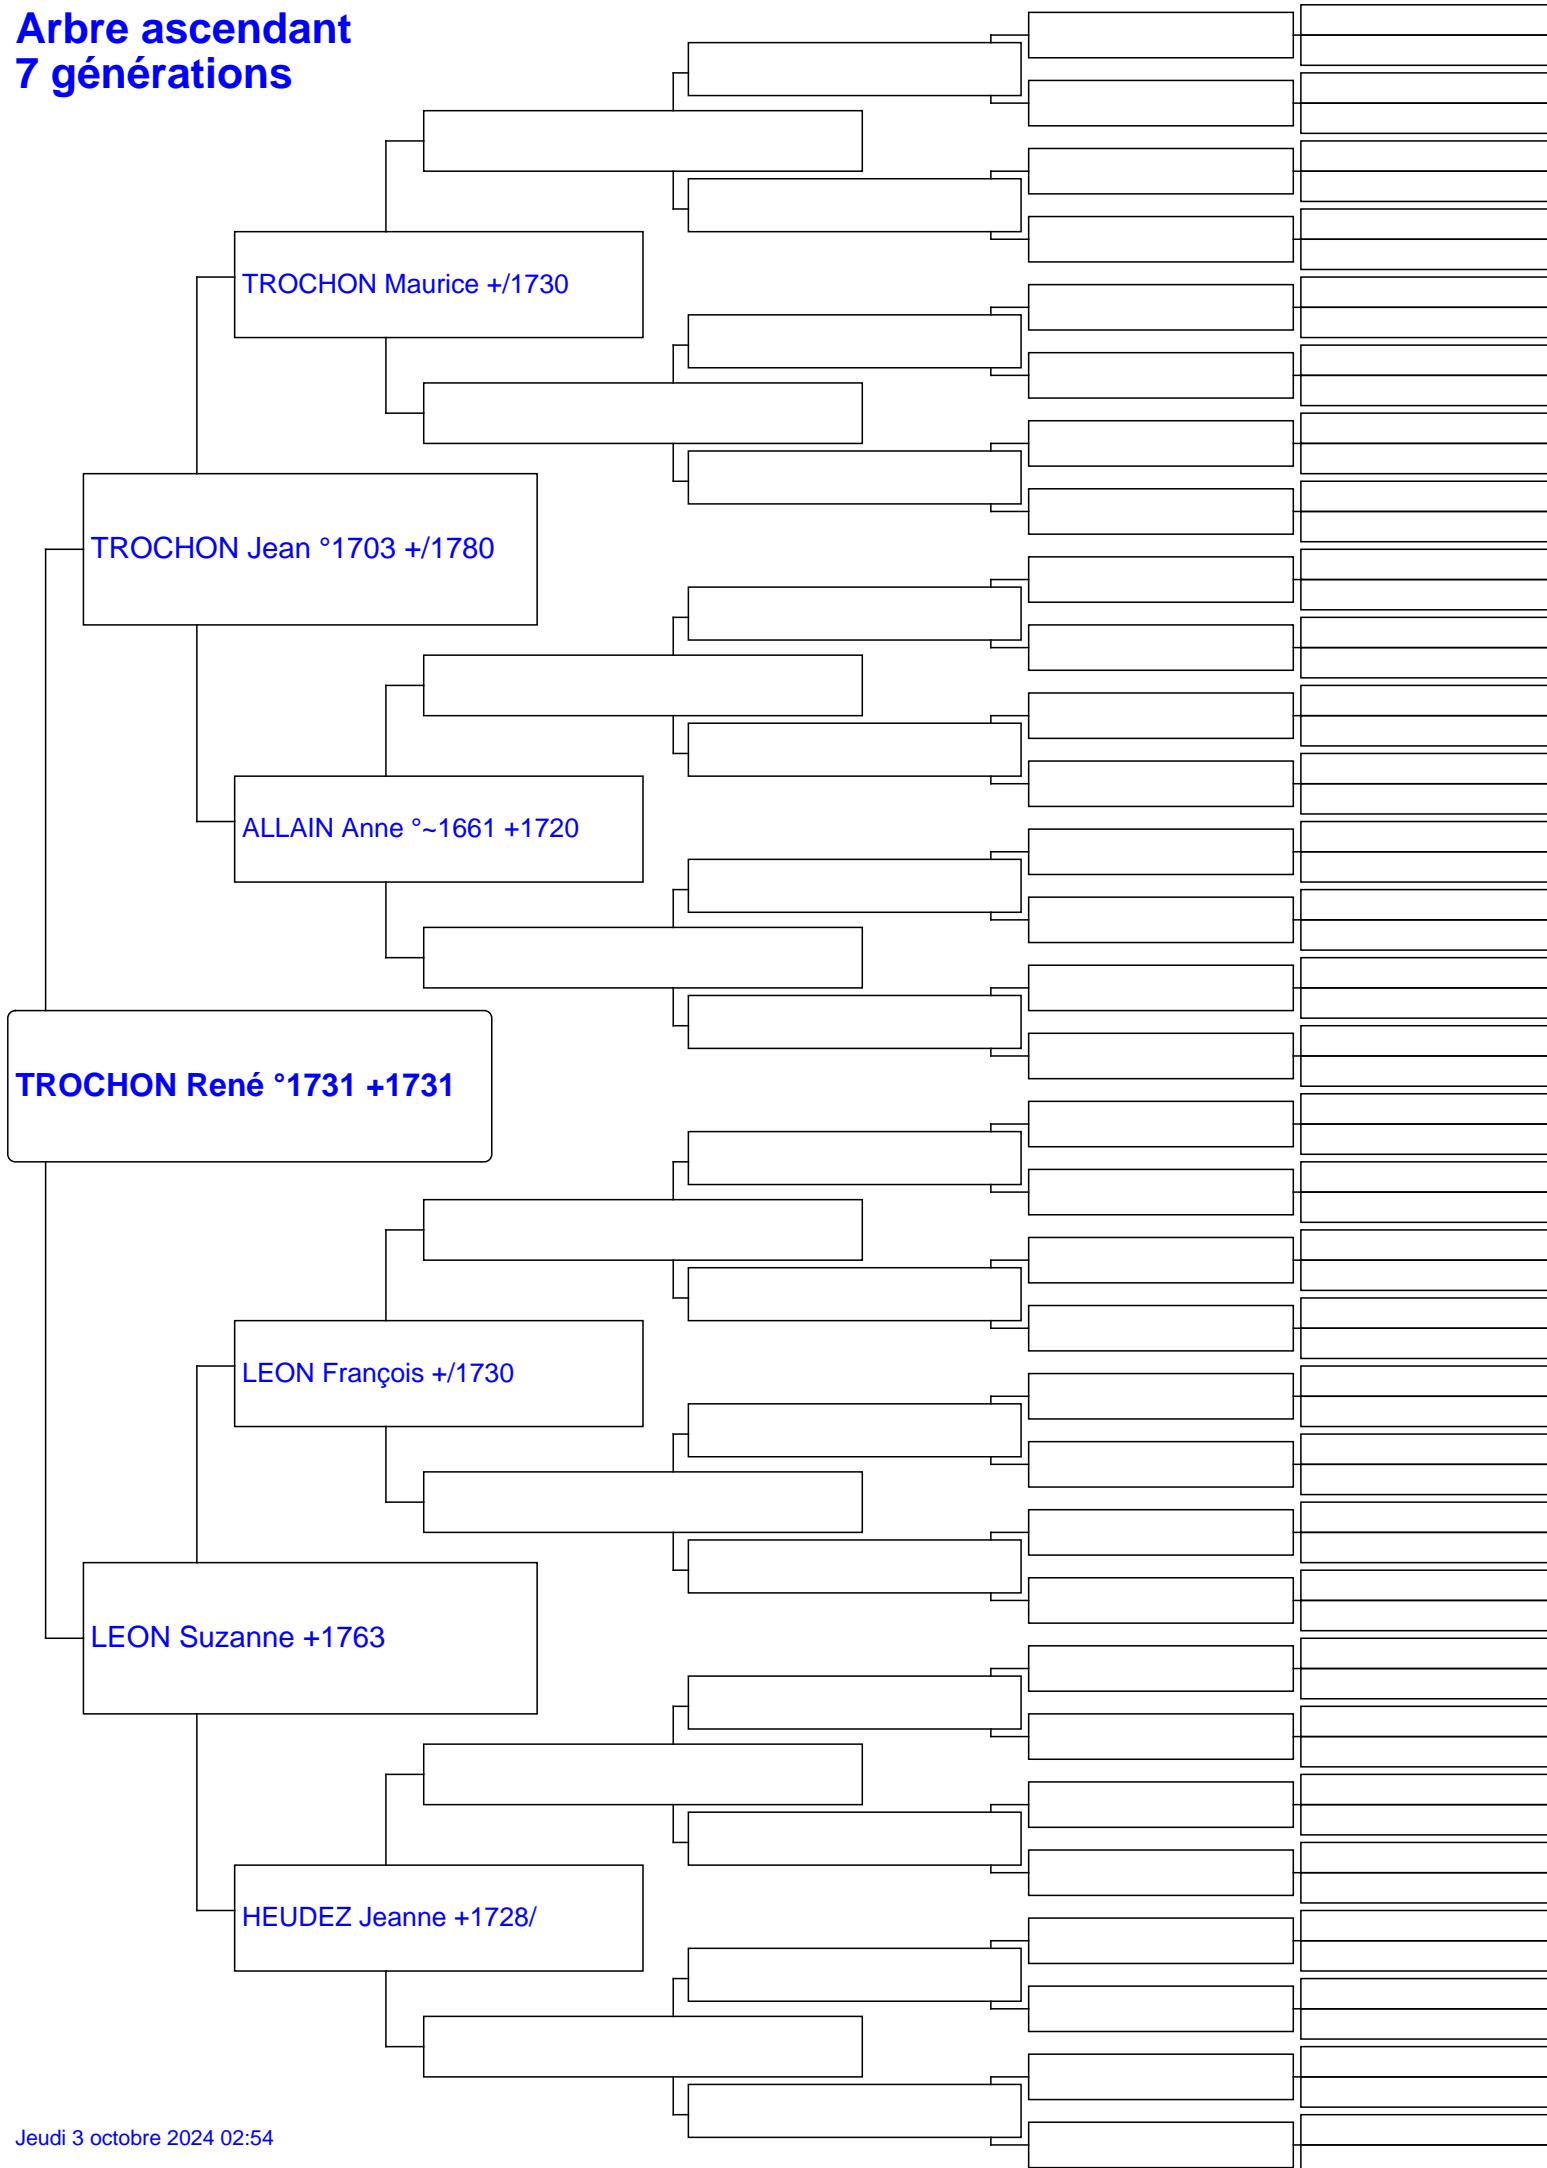 Arbre ascendant
7 générations
TROCHON Maurice +/1730
TROCHON Jean °1703 +/1780
ALLAIN Anne °~1661 +1720
TROCHON René °1731 +1731
LEON François +/1730
LEON Suzanne +1763
HEUDEZ Jeanne +1728/
Jeudi 3 octobre 2024 02:54